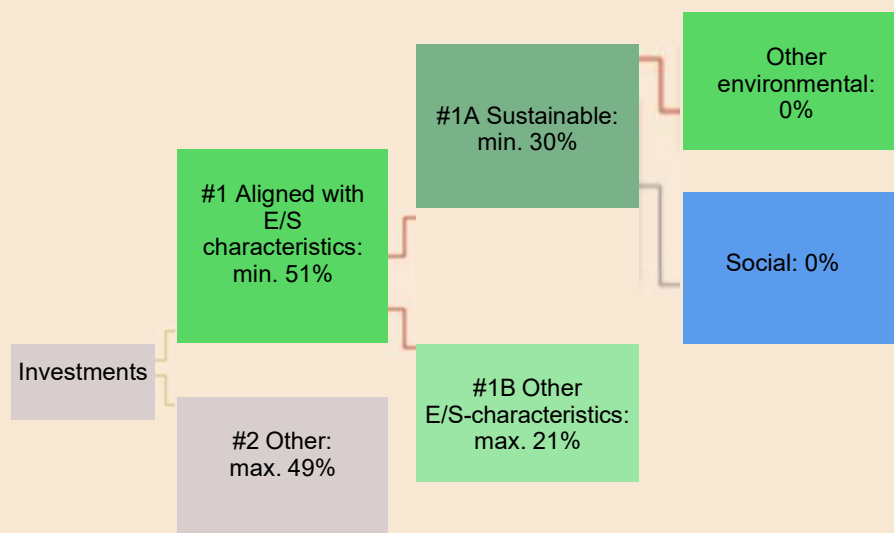 Investments
#1 Aligned with
E/S
characteristics:
min. 51%
#2 Other:
max. 49%
#1A Sustainable:
min. 30%
#1B Other
E/S-characteristics:
max. 21%
Other
environmental:
0%
Social: 0%